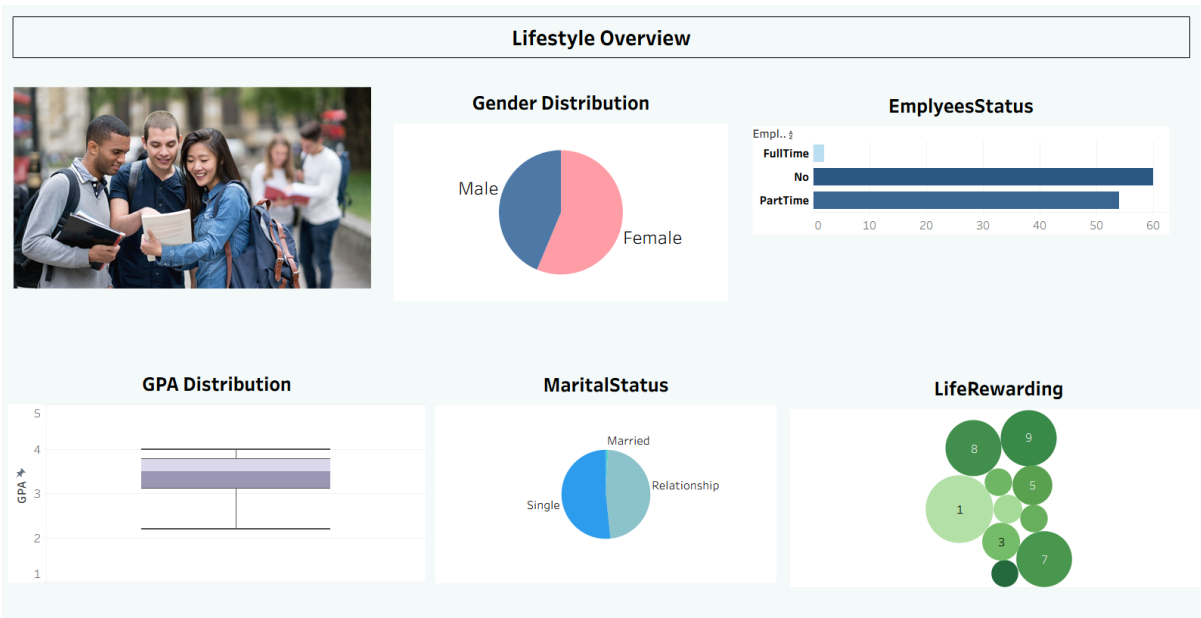 Lifestyle Overview
Gender Distribution
Male
Female
EmplyeesStatus
Empl..
FullTime
No
PartTime
0 10 20 30 40 50 60
GPA Distribution
GPA
5
4
3
2
1
MaritalStatus
Married
Relationship
Single
LifeRewarding
9
8
5
1
3
7